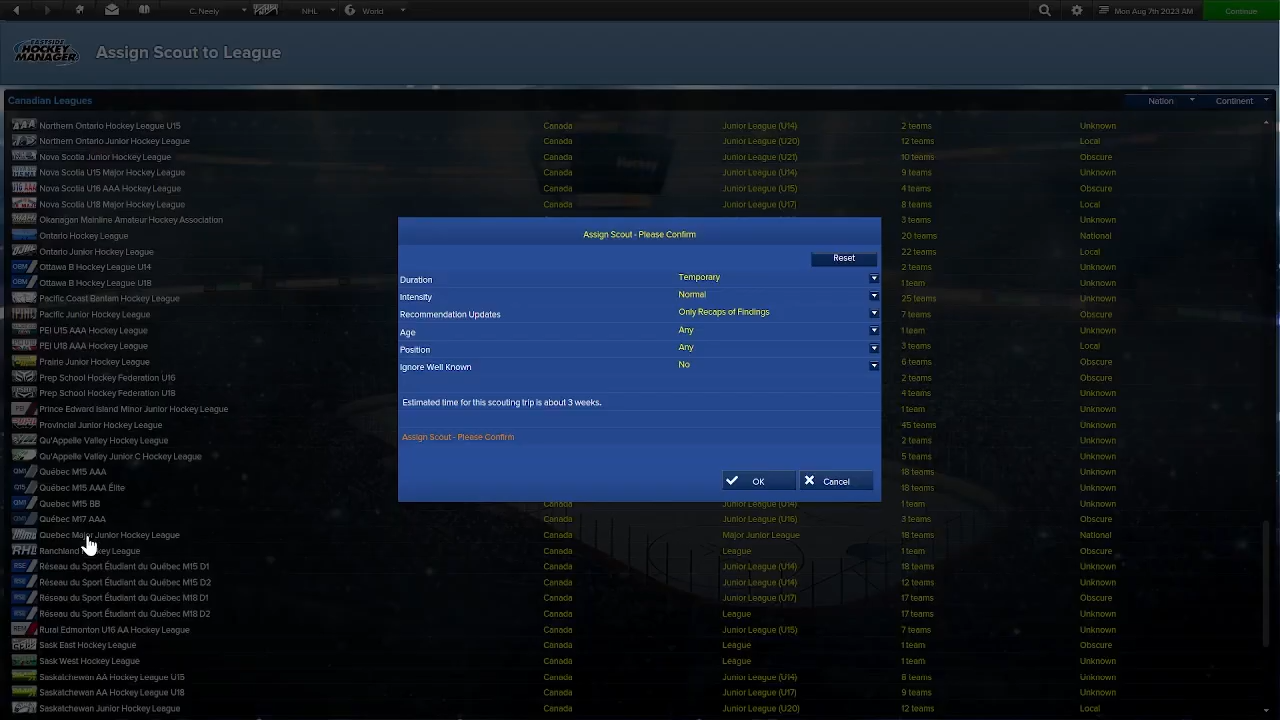 C. Neely
NHL
World
Mon Aug 7th 2023 AM
Continue
EASTSIDE HOCKEY MANAGER
Assign Scout to League
Canadian Leagues
Nation
Continent
Northern Ontario Hockey League U15 Canada Junior League (U14) 2 teams Unknown
Northern Ontario Junior Hockey League Canada Junior League (U20) 12 teams Local
Nova Scotia Junior Hockey League Canada Junior League (U21) 10 teams Obscure
Nova Scotia U15 Major Hockey League Canada Junior League (U14) 9 teams Unknown
Nova Scotia U16 AAA Hockey League Canada Junior League (U15) 4 teams Obscure
Nova Scotia U18 Major Hockey League Canada Junior League (U17) 8 teams Local
Okanagan Mainline Amateur Hockey Association 3 teams Unknown
Ontario Hockey League 20 teams National
Ontario Junior Hockey League 22 teams Local
Ottawa B Hockey League U14 2 teams Unknown
Ottawa B Hockey League U18 1 team Unknown
Pacific Coast Bantam Hockey League 25 teams Unknown
Pacific Junior Hockey League 7 teams Obscure
PEI U15 AAA Hockey League 1 team Unknown
PEI U18 AAA Hockey League 3 teams Local
Prairie Junior Hockey League 6 teams Obscure
Prep School Hockey Federation U16 2 teams Obscure
Prep School Hockey Federation U18 4 teams Obscure
Prince Edward Island Minor Junior Hockey League 1 team Unknown
Provincial Junior Hockey League 45 teams Unknown
Qu'Appelle Valley Hockey League 2 teams Unknown
Qu'Appelle Valley Junior C Hockey League 5 teams Unknown
Québec M15 AAA 18 teams Unknown
Québec M15 AAA Élite 18 teams Unknown
Quebec M15 BB Canada Junior League (U14) 1 team Unknown
Québec M17 AAA Canada Junior League (U16) 3 teams Obscure
Quebec Major Junior Hockey League Canada Major Junior League 18 teams National
Ranchland Hockey League Canada League 1 team Obscure
Réseau du Sport Étudiant du Québec M15 D1 Canada Junior League (U14) 18 teams Unknown
Réseau du Sport Étudiant du Québec M15 D2 Canada Junior League (U14) 12 teams Unknown
Réseau du Sport Étudiant du Québec M18 D1 Canada Junior League (U17) 17 teams Obscure
Réseau du Sport Étudiant du Québec M18 D2 Canada League 17 teams Unknown
Rural Edmonton U16 AA Hockey League Canada Junior League (U15) 7 teams Unknown
Sask East Hockey League Canada League 1 team Obscure
Sask West Hockey League Canada League 1 team Unknown
Saskatchewan AA Hockey League U15 Canada Junior League (U14) 8 teams Unknown
Saskatchewan AA Hockey League U18 Canada Junior League (U17) 9 teams Unknown
Saskatchewan Junior Hockey League Canada Junior League (U20) 12 teams Local
Assign Scout - Please Confirm
Reset
Duration Temporary
Intensity Normal
Recommendation Updates Only Recaps of Findings
Age Any
Position Any
Ignore Well Known No
Estimated time for this scouting trip is about 3 weeks.
Assign Scout - Please Confirm
OK
Cancel